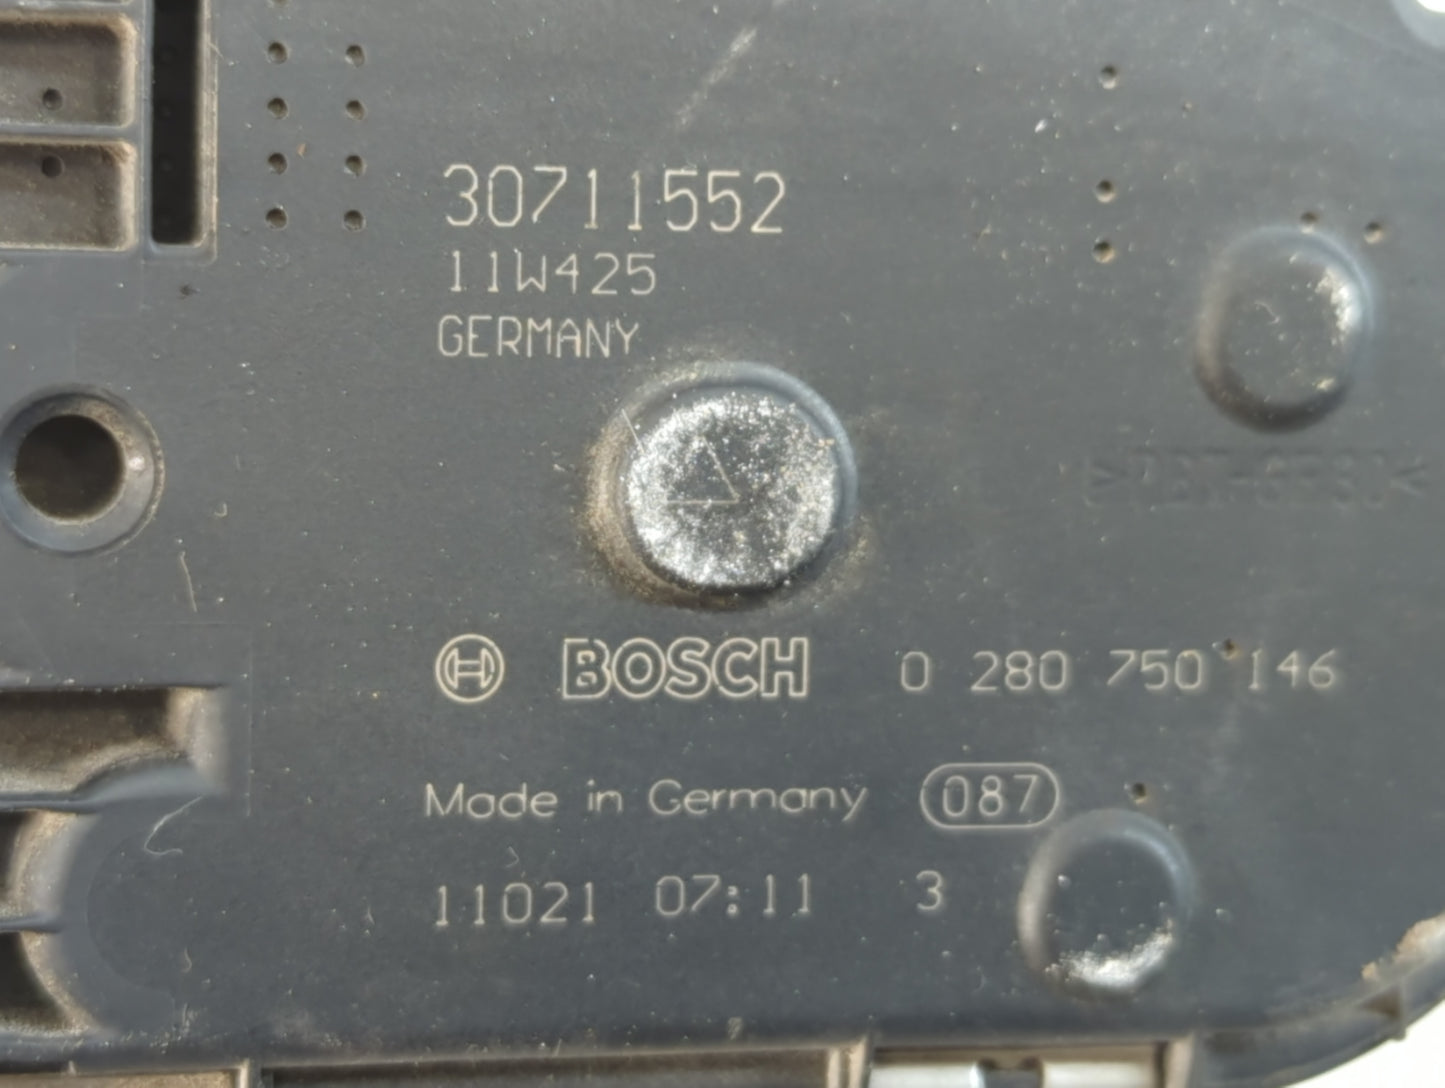 30711552
11W425
GERMANY
BOSCH 0 280 750 146
Made in Germany 087
11021 07:11 3